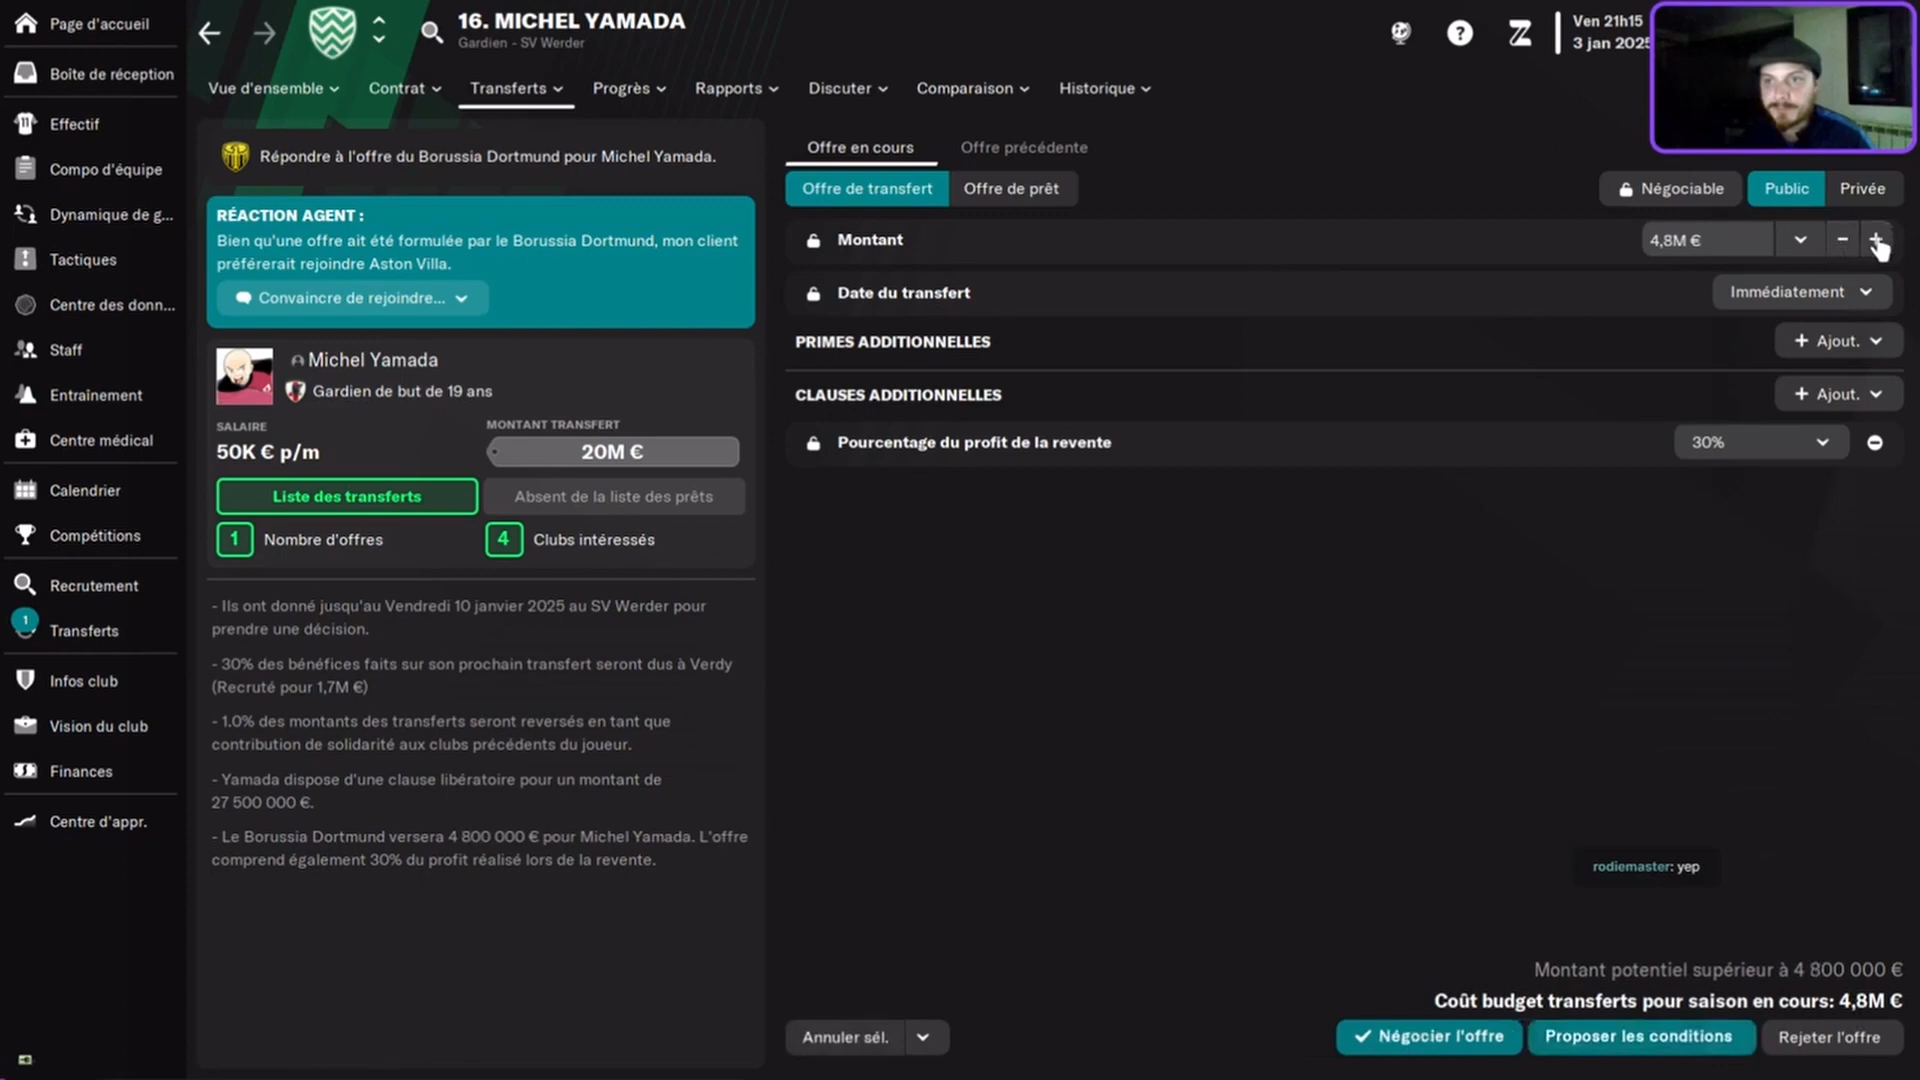 Page d'accueil
Boîte de réception
Effectif
Compo d'équipe
Dynamique de g...
Tactiques
Centre des donn...
Staff
Entraînement
Centre médical
Calendrier
Compétitions
Recrutement
1
Transferts
Infos club
Vision du club
Finances
Centre d'appr.
16. MICHEL YAMADA
Gardien - SV Werder
Ven 21h15
3 jan 2025
Vue d'ensemble
Contrat
Transferts
Progrès
Rapports
Discuter
Comparaison
Historique
Répondre à l'offre du Borussia Dortmund pour Michel Yamada.
RÉACTION AGENT :
Bien qu'une offre ait été formulée par le Borussia Dortmund, mon client
préférerait rejoindre Aston Villa.
Convaincre de rejoindre...
Michel Yamada
Gardien de but de 19 ans
SALAIRE
50K € p/m
MONTANT TRANSFERT
20M €
Liste des transferts
Absent de la liste des prêts
1 Nombre d'offres
4 Clubs intéressés
- Ils ont donné jusqu'au Vendredi 10 janvier 2025 au SV Werder pour
prendre une décision.
- 30% des bénéfices faits sur son prochain transfert seront dus à Verdy
(Recruté pour 1,7M €)
- 1.0% des montants des transferts seront reversés en tant que
contribution de solidarité aux clubs précédents du joueur.
- Yamada dispose d'une clause libératoire pour un montant de
27 500 000 €.
- Le Borussia Dortmund versera 4 800 000 € pour Michel Yamada. L'offre
comprend également 30% du profit réalisé lors de la revente.
Offre en cours
Offre précédente
Offre de transfert
Offre de prêt
Négociable
Public
Privée
Montant
4,8M €
Date du transfert
Immédiatement
PRIMES ADDITIONNELLES
+ Ajout.
CLAUSES ADDITIONNELLES
+ Ajout.
Pourcentage du profit de la revente
30%
rodiemaster: yep
Montant potentiel supérieur à 4 800 000 €
Coût budget transferts pour saison en cours: 4,8M €
Annuler sél.
Négocier l'offre
Proposer les conditions
Rejeter l'offre